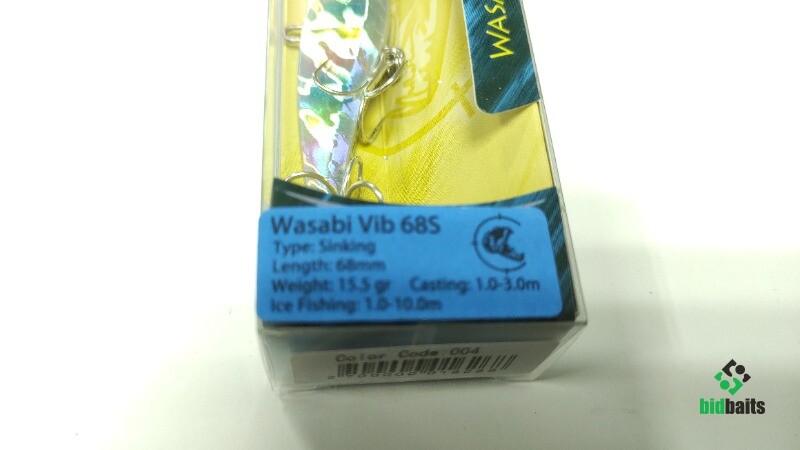 WASA
Wasabi Vib 68S
Type: Sinking
Length: 68mm
Weight: 15.5 gr Casting: 1.0-3.0m
Ice Fishing: 1.0-10.0m
Color Code:004
bidbaits